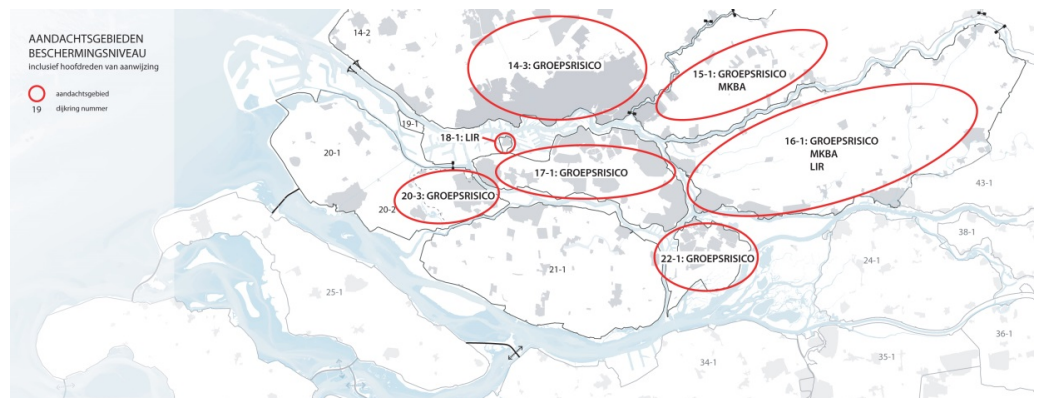 AANDACHTSGEBIEDEN
BESCHERMINGSNIVEAU
inclusief hoofdreden van aanwijzing
aandachtsgebied
19 dijkring nummer
14-2
14-3: GROEPSRISICO
15-1: GROEPSRISICO
MKBA
19-1
18-1: LIR
20-1
16-1: GROEPSRISICO
MKBA
LIR
17-1: GROEPSRISICO
43-1
20-3: GROEPSRISICO
20-2
38-1
22-1: GROEPSRISICO
24-1
21-1
25-1
36-1
35-1
34-1